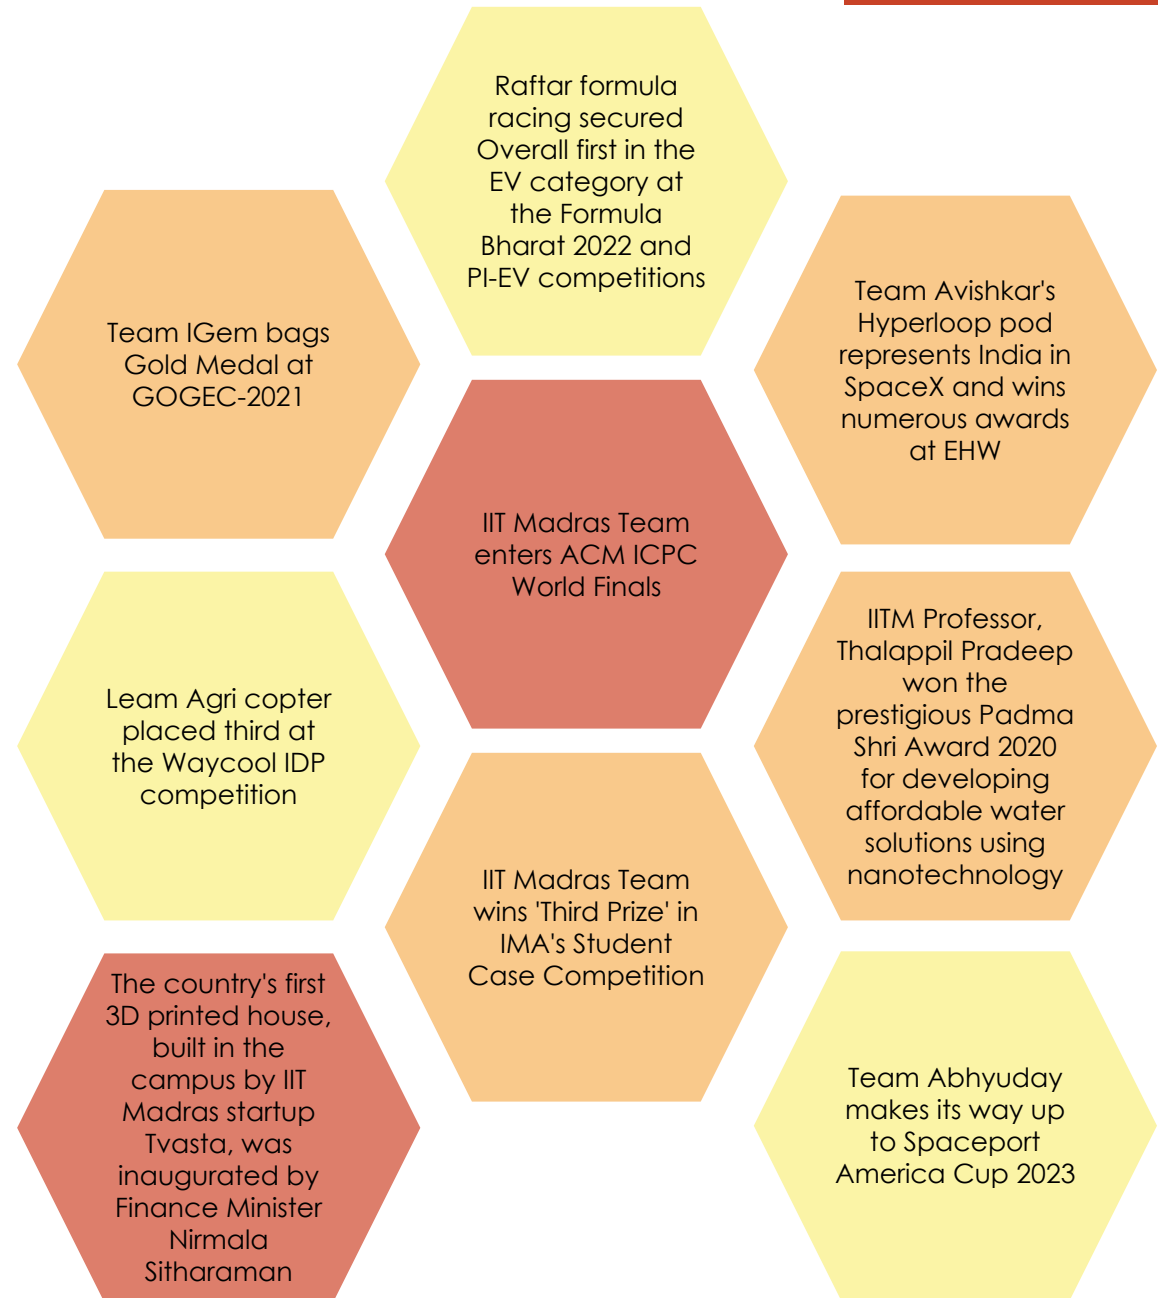 Raftar formula
racing secured
Overall first in the
EV category at
the Formula
Bharat 2022 and
PI-EV competitions
Team IGem bags
Gold Medal at
GOGEC-2021
Team Avishkar's
Hyperloop pod
represents India in
SpaceX and wins
numerous awards
at EHW
IIT Madras Team
enters ACM ICPC
World Finals
Leam Agri copter
placed third at
the Waycool IDP
competition
IITM Professor,
Thalappil Pradeep
won the
prestigious Padma
Shri Award 2020
for developing
affordable water
solutions using
nanotechnology
IIT Madras Team
wins 'Third Prize' in
IMA's Student
Case Competition
The country's first
3D printed house,
built in the
campus by IIT
Madras startup
Tvasta, was
inaugurated by
Finance Minister
Nirmala
Sitharaman
Team Abhyuday
makes its way up
to Spaceport
America Cup 2023